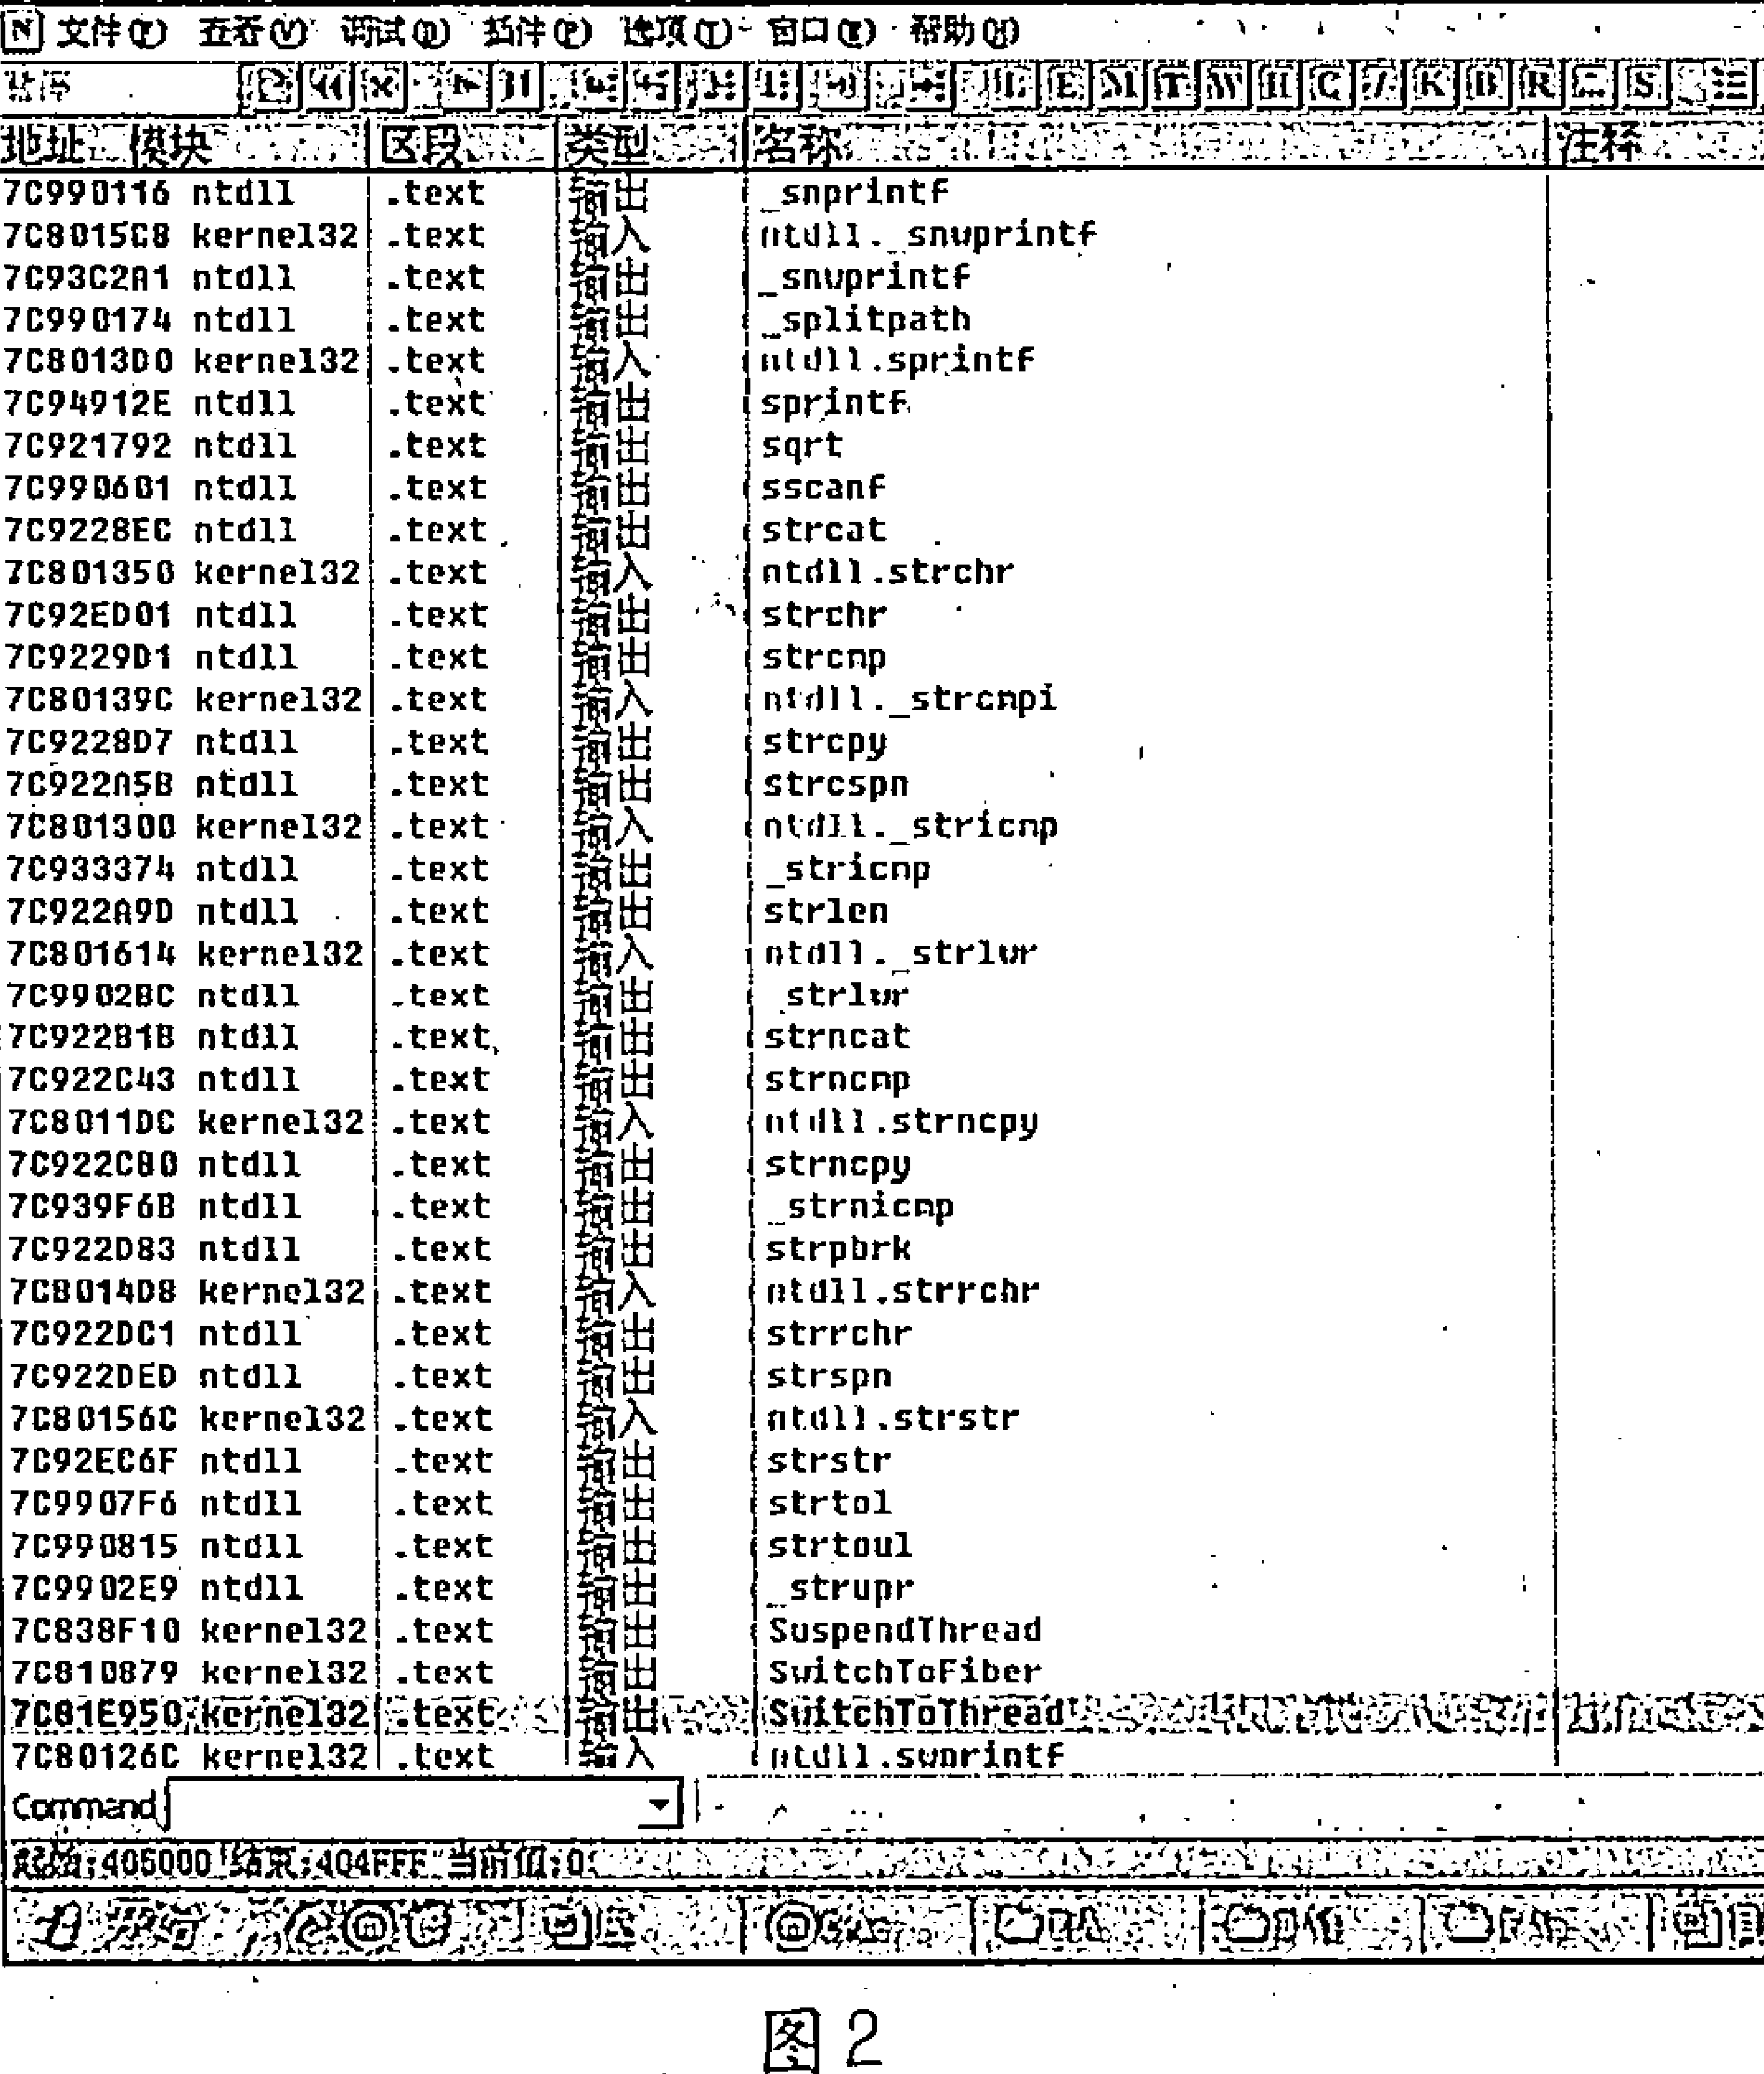 文件(F) 查看(V) 调试(D) 插件(P) 选项(T) 窗口(W) 帮助(H)
L E M T W H C / K B R ... S
地址 模块 区段 类型 名称 注释
7C990116 ntdll .text 输出 _snprintf
7C8015C8 kernel32 .text 输入 ntdll._snwprintf
7C93C2A1 ntdll .text 输出 _snwprintf
7C990174 ntdll .text 输出 _splitpath
7C8013D0 kernel32 .text 输入 ntdll.sprintf
7C94912E ntdll .text 输出 sprintf
7C921792 ntdll .text 输出 sqrt
7C990601 ntdll .text 输出 sscanf
7C9228EC ntdll .text 输出 strcat
7C801350 kernel32 .text 输入 ntdll.strchr
7C92ED01 ntdll .text 输出 strchr
7C9229D1 ntdll .text 输出 strcmp
7C80139C kernel32 .text 输入 ntdll._strcmpi
7C9228D7 ntdll .text 输出 strcpy
7C922A5B ntdll .text 输出 strcspn
7C801300 kernel32 .text 输入 ntdll._stricmp
7C933374 ntdll .text 输出 _stricmp
7C922A9D ntdll .text 输出 strlen
7C801614 kernel32 .text 输入 ntdll._strlwr
7C9902BC ntdll .text 输出 _strlwr
7C922B1B ntdll .text 输出 strncat
7C922C43 ntdll .text 输出 strncmp
7C8011DC kernel32 .text 输入 ntdll.strncpy
7C922C80 ntdll .text 输出 strncpy
7C939F6B ntdll .text 输出 _strnicmp
7C922D83 ntdll .text 输出 strpbrk
7C8014D8 kernel32 .text 输入 ntdll.strrchr
7C922DC1 ntdll .text 输出 strrchr
7C922DED ntdll .text 输出 strspn
7C80156C kernel32 .text 输入 ntdll.strstr
7C92EC6F ntdll .text 输出 strstr
7C9907F6 ntdll .text 输出 strtol
7C990815 ntdll .text 输出 strtoul
7C9902E9 ntdll .text 输出 _strupr
7C838F10 kernel32 .text 输出 SuspendThread
7C810879 kernel32 .text 输出 SwitchToFiber
7C81E950 kernel32 .text 输出 SwitchToThread
7C80126C kernel32 .text 输入 ntdll.swprintf
Command
起始:405000 结束:404FFF 当前值:0
开始
图 2